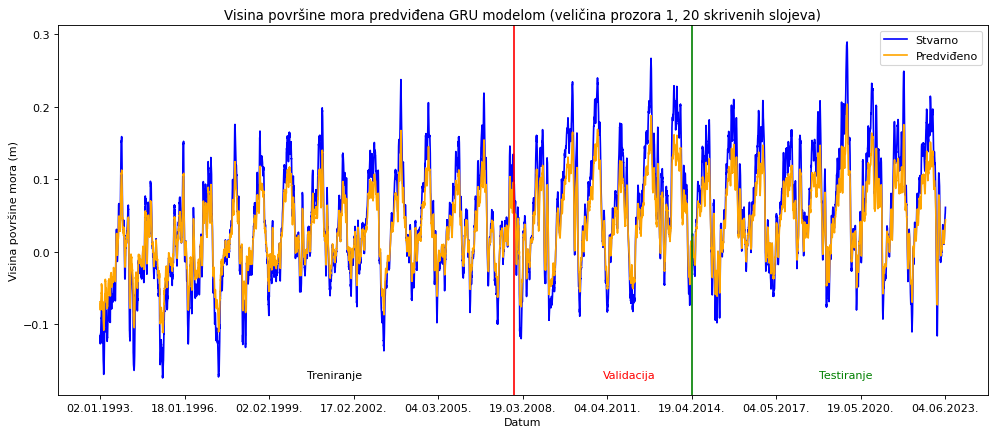 Visina površine mora predviđena GRU modelom (veličina prozora 1, 20 skrivenih slojeva)
Stvarno
Predviđeno
Visina površine mora (m)
0.3
0.2
0.1
0.0
−0.1
Treniranje
Validacija
Testiranje
02.01.1993. 18.01.1996. 02.02.1999. 17.02.2002. 04.03.2005. 19.03.2008. 04.04.2011. 19.04.2014. 04.05.2017. 19.05.2020. 04.06.2023.
Datum